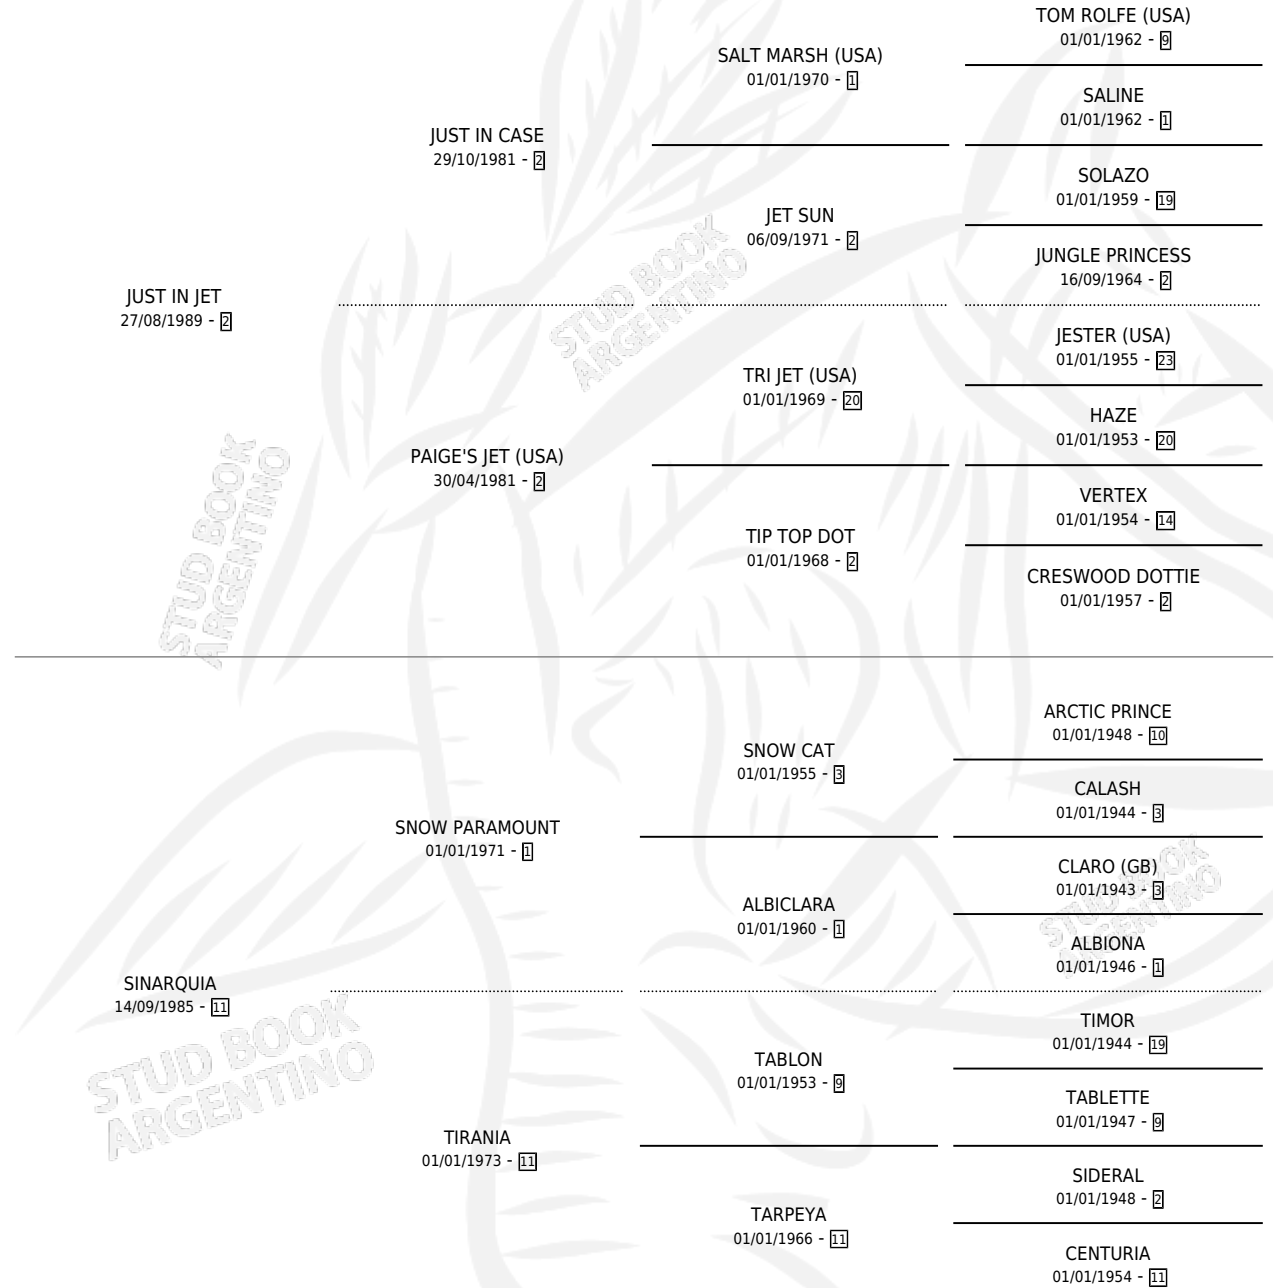 TOM ROLFE (USA)
01/01/1962 - 9
SALT MARSH (USA)
01/01/1970 - 1
SALINE
01/01/1962 - 1
JUST IN CASE
29/10/1981 - 2
SOLAZO
01/01/1959 - 19
JET SUN
06/09/1971 - 2
JUNGLE PRINCESS
16/09/1964 - 2
JUST IN JET
27/08/1989 - 2
JESTER (USA)
01/01/1955 - 23
TRI JET (USA)
01/01/1969 - 20
HAZE
01/01/1953 - 20
PAIGE'S JET (USA)
30/04/1981 - 2
VERTEX
01/01/1954 - 14
TIP TOP DOT
01/01/1968 - 2
CRESWOOD DOTTIE
01/01/1957 - 2
ARCTIC PRINCE
01/01/1948 - 10
SNOW CAT
01/01/1955 - 3
CALASH
01/01/1944 - 3
SNOW PARAMOUNT
01/01/1971 - 1
CLARO (GB)
01/01/1943 - 3
ALBICLARA
01/01/1960 - 1
ALBIONA
01/01/1946 - 1
SINARQUIA
14/09/1985 - 11
TIMOR
01/01/1944 - 19
TABLON
01/01/1953 - 9
TABLETTE
01/01/1947 - 9
TIRANIA
01/01/1973 - 11
SIDERAL
01/01/1948 - 2
TARPEYA
01/01/1966 - 11
CENTURIA
01/01/1954 - 11
STUD BOOK
ARGENTINO
STUD BOOK
ARGENTINO
STUD BOOK
ARGENTINO
STUD BOOK
ARGENTINO